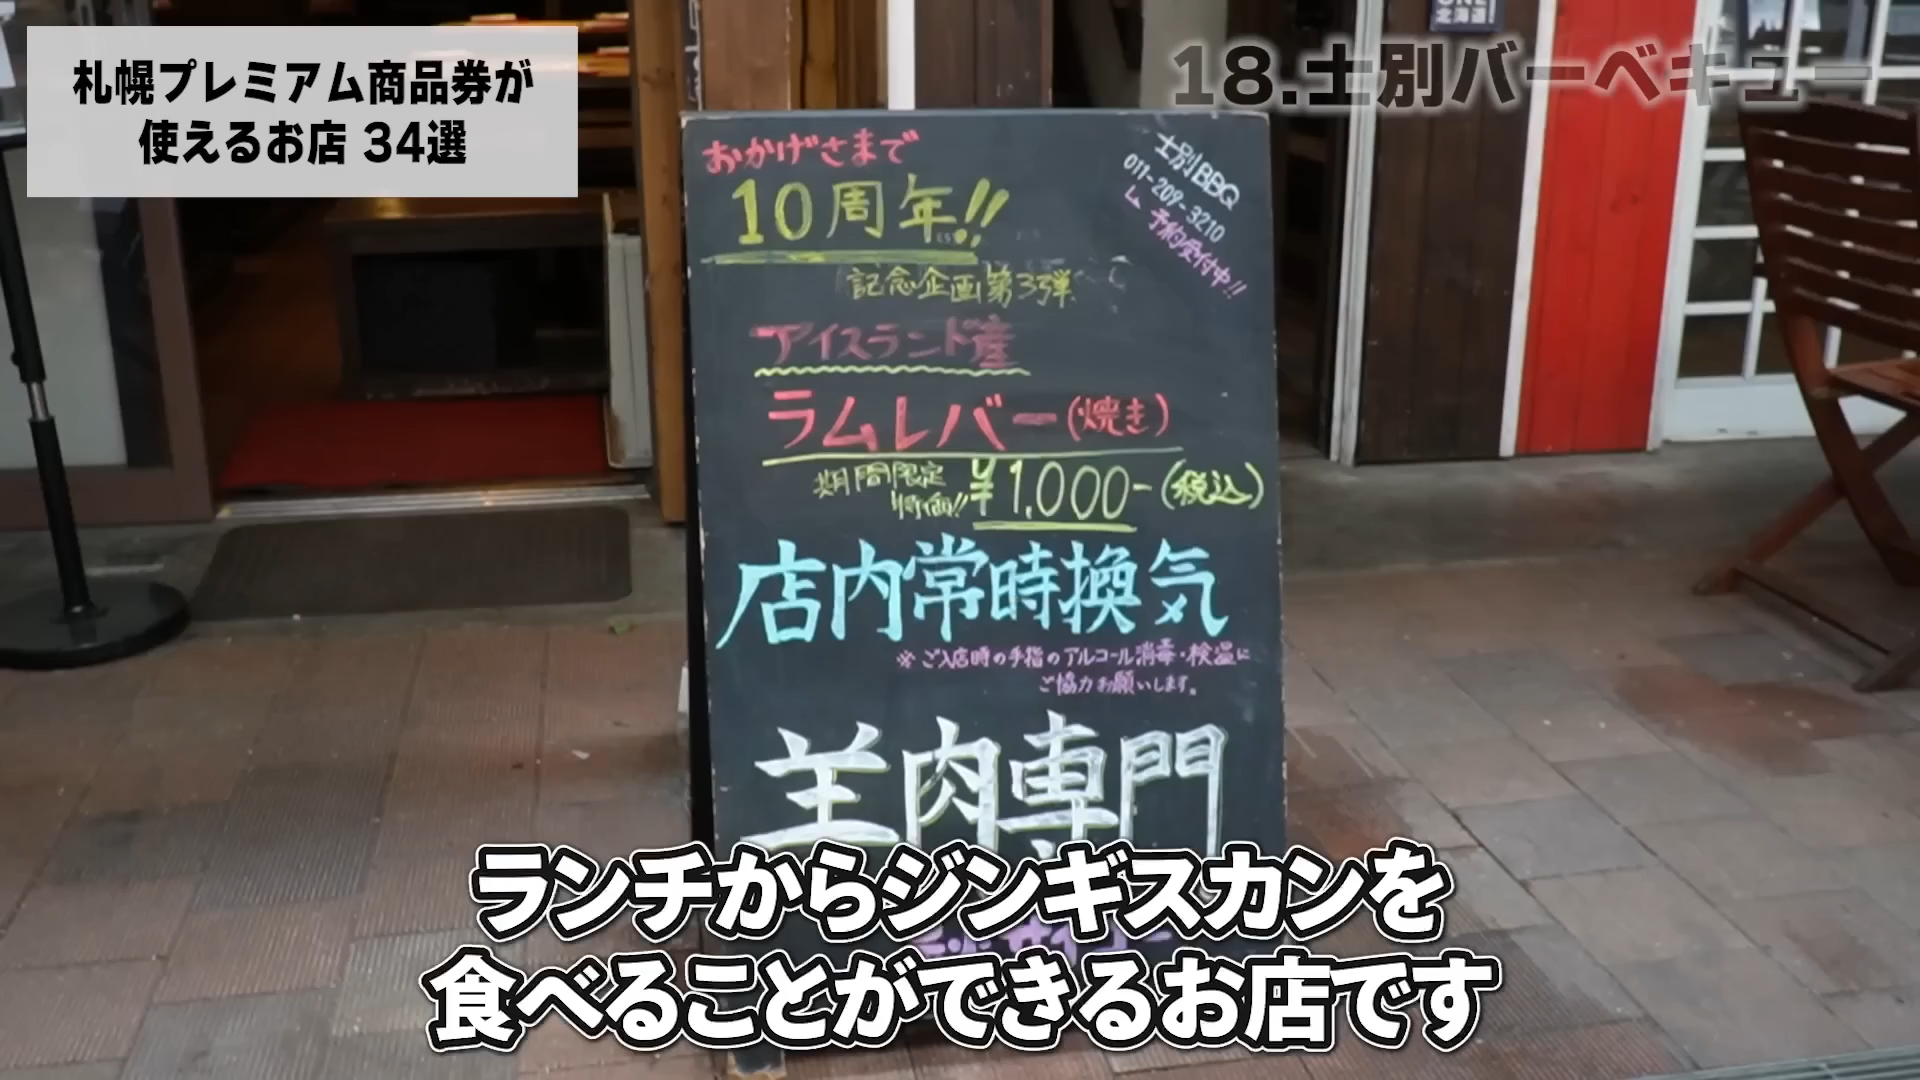 札幌プレミアム商品券が
使えるお店 34選
北海道
18.士別バーベキュー
おかげさまで
10周年!!
士別BBQ
011-209-3210
予約受付中!!
記念企画第3弾
アイスランド産
ラムレバー(焼き)
期間限定
特価!!
¥1,000-(税込)
店内常時換気
※ご入店時の手指のアルコール消毒・検温に
ご協力お願いします。
羊肉専門
ランチからジンギスカンを
食べることができるお店です